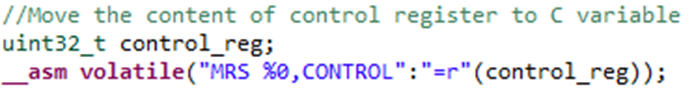 //Move the content of control register to C variable
uint32_t control_reg;
__asm volatile("MRS %0,CONTROL":"=r"(control_reg));